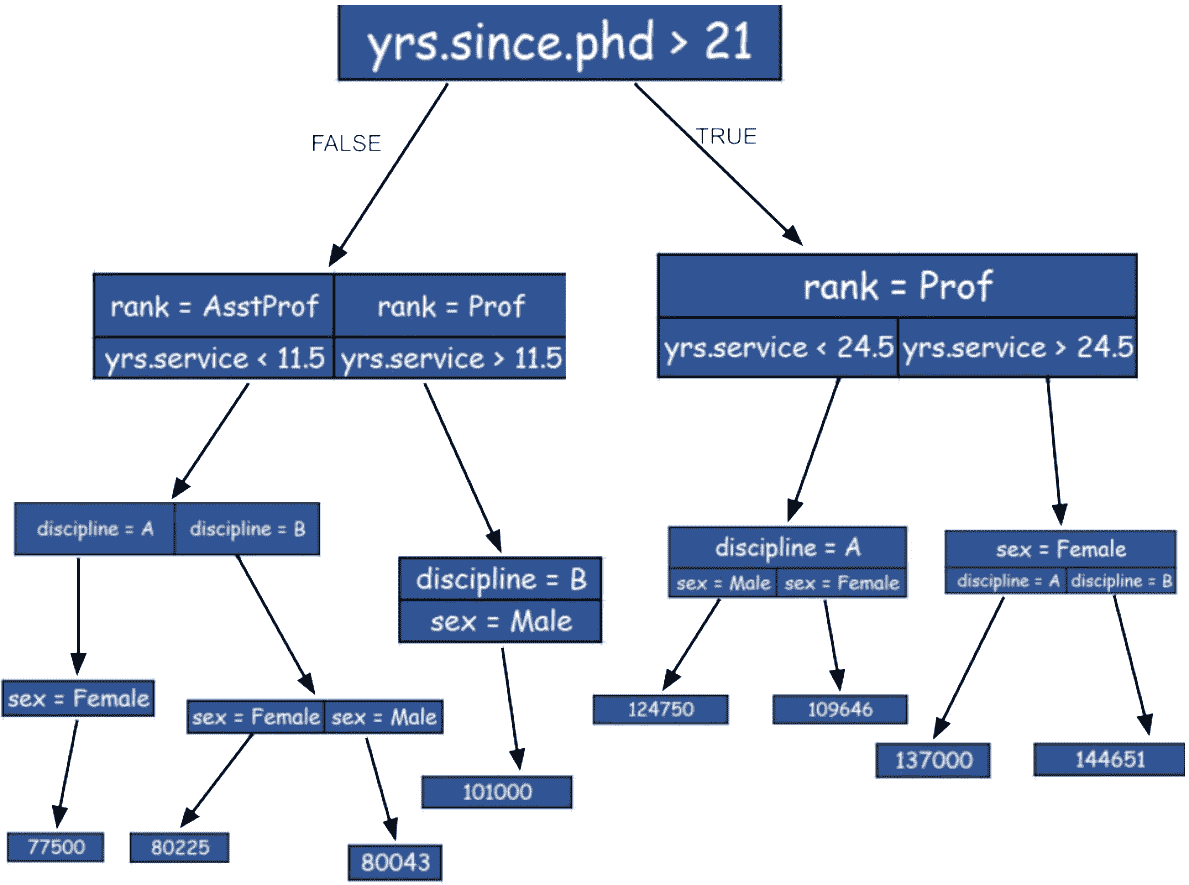 yrs.since.phd > 21
FALSE
TRUE
rank = AsstProf
rank = Prof
yrs.service < 11.5
yrs.service > 11.5
rank = Prof
yrs.service < 24.5
yrs.service > 24.5
discipline = A
discipline = B
discipline = B
sex = Male
discipline = A
sex = Male
sex = Female
sex = Female
discipline = A
discipline = B
sex = Female
sex = Female
sex = Male
124750
109646
137000
144651
101000
77500
80225
80043